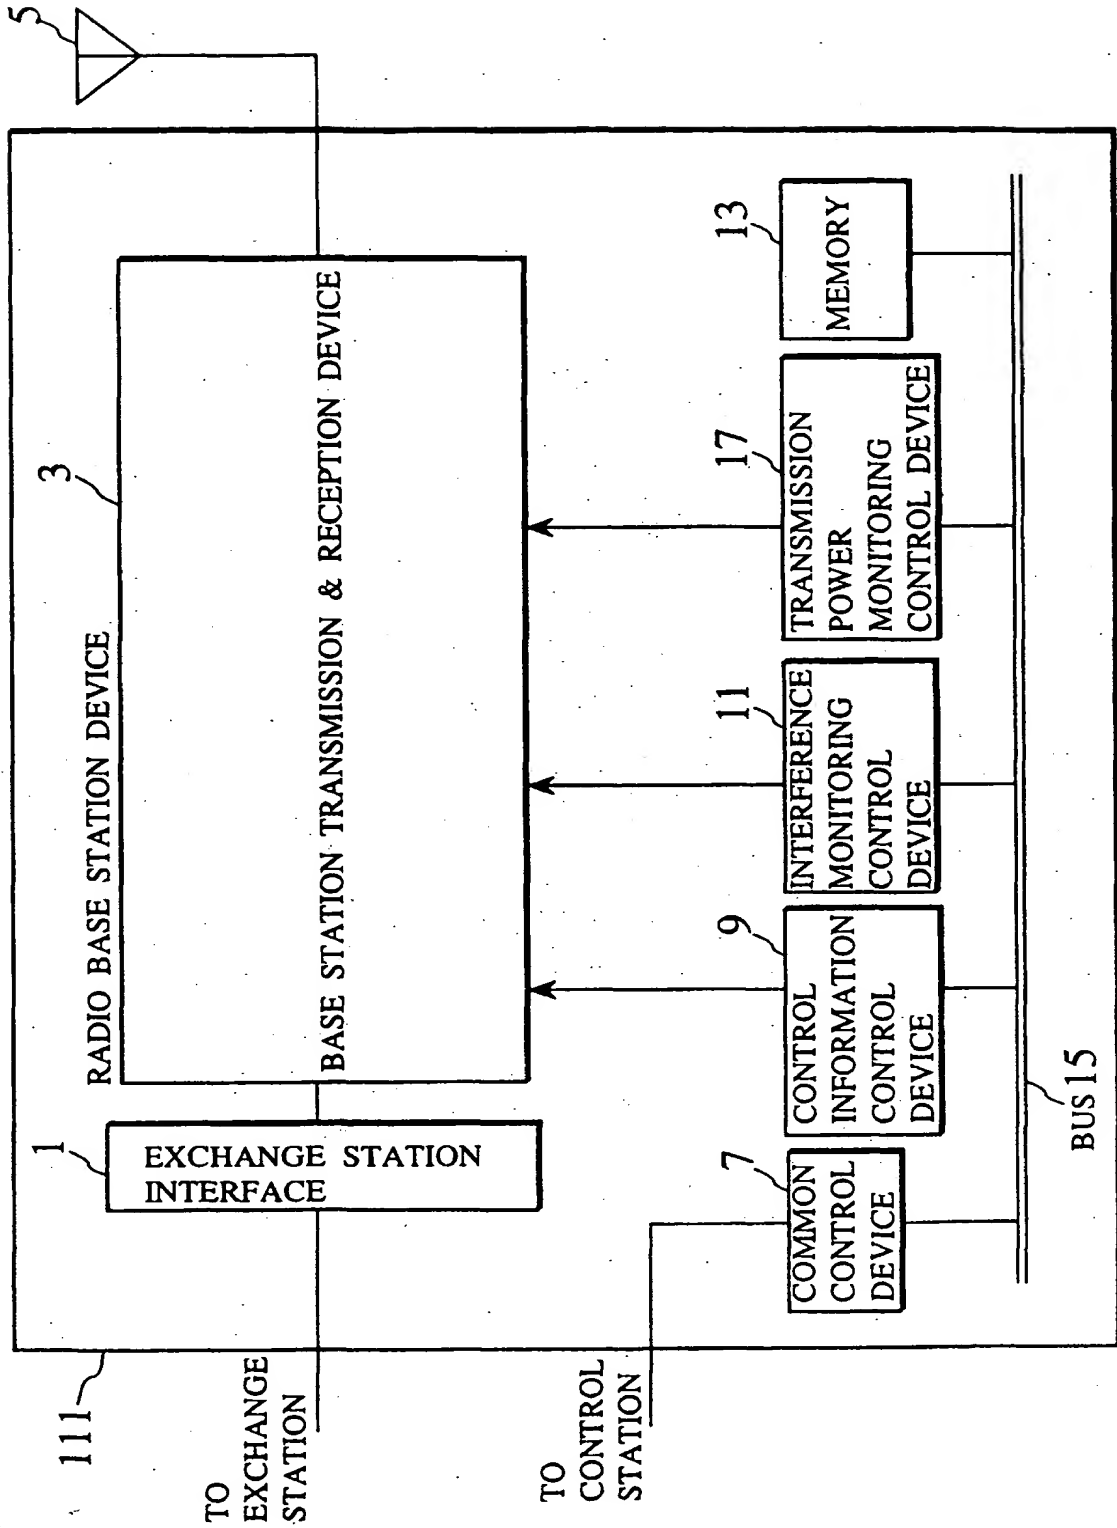 111
RADIO BASE STATION DEVICE
5
1
EXCHANGE STATION
INTERFACE
3
BASE STATION TRANSMISSION & RECEPTION DEVICE
TO
EXCHANGE
STATION
TO
CONTROL
STATION
7
COMMON
CONTROL
DEVICE
9
CONTROL
INFORMATION
CONTROL
DEVICE
11
INTERFERENCE
MONITORING
CONTROL
DEVICE
17
TRANSMISSION
POWER
MONITORING
CONTROL DEVICE
13
MEMORY
BUS 15